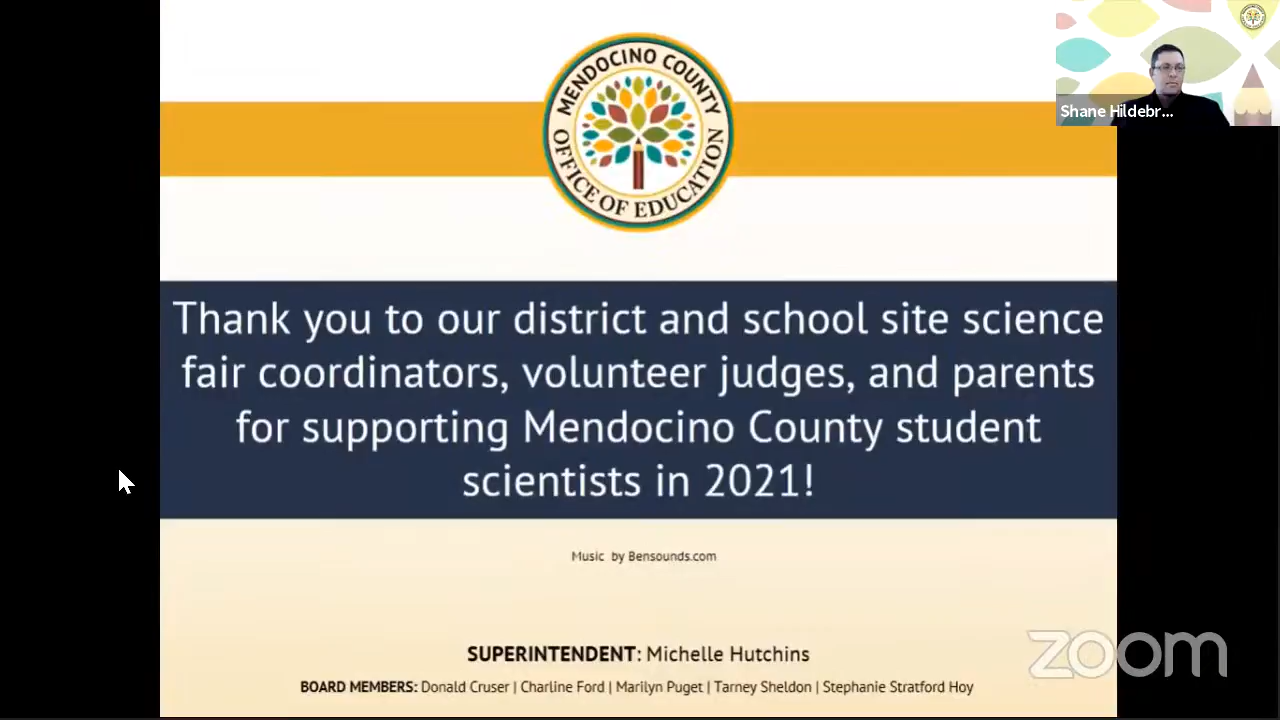 MENDOCINO COUNTY
OFFICE OF EDUCATION
Shane Hildebr...
Thank you to our district and school site science
fair coordinators, volunteer judges, and parents
for supporting Mendocino County student
scientists in 2021!
Music by Bensounds.com
SUPERINTENDENT: Michelle Hutchins
BOARD MEMBERS: Donald Cruser | Charline Ford | Marilyn Puget | Tarney Sheldon | Stephanie Stratford Hoy
zoom